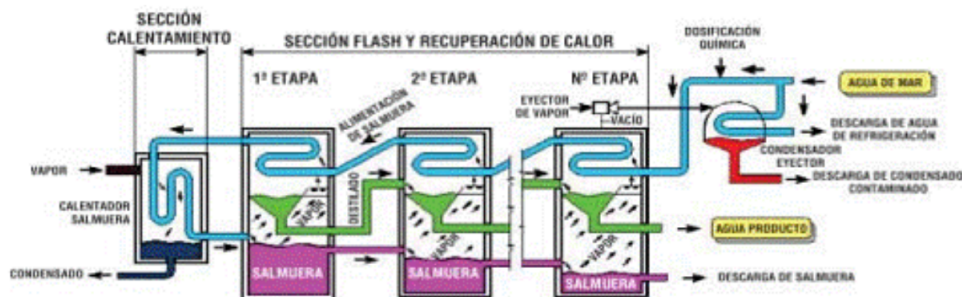 SECCIÓN
CALENTAMIENTO
SECCIÓN FLASH Y RECUPERACIÓN DE CALOR
DOSIFICACIÓN
QUÍMICA
1ª ETAPA
2ª ETAPA
Nº ETAPA
EYECTOR
DE VAPOR
VACÍO
AGUA DE MAR
ALIMENTACIÓN
DE SALMUERA
DESCARGA DE AGUA
DE REFRIGERACIÓN
CONDENSADOR
EYECTOR
DESCARGA DE CONDENSADO
CONTAMINADO
VAPOR
CALENTADOR
SALMUERA
DESTILADO
VAPOR
VAPOR
VAPOR
AGUA PRODUCTO
CONDENSADO
SALMUERA
SALMUERA
SALMUERA
DESCARGA DE SALMUERA